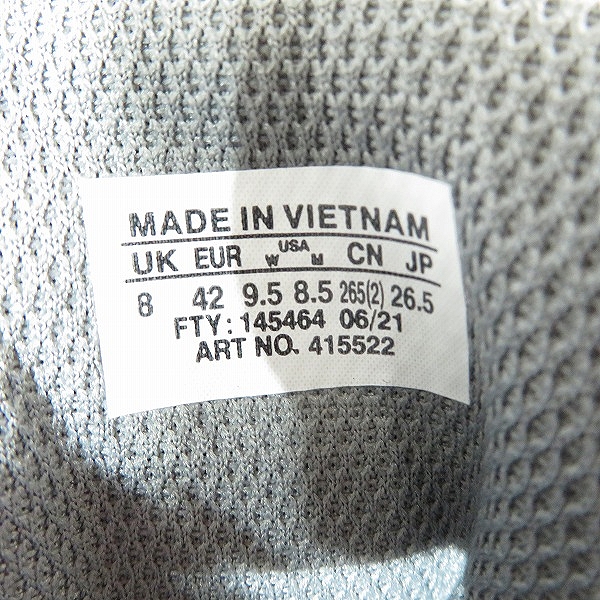 MADE IN VIETNAM
UK EUR W USA M CN JP
8 42 9.5 8.5 265(2) 26.5
FTY: 145464 06/21
ART NO. 415522